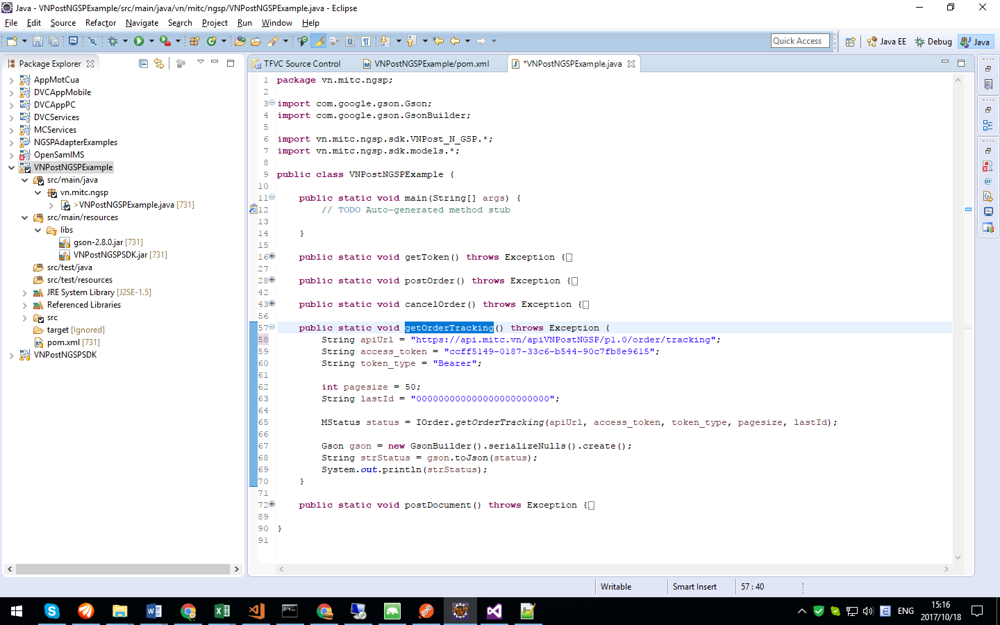 Java - VNPostNGSPExample/src/main/java/vn/mitc/ngsp/VNPostNGSPExample.java - Eclipse
File Edit Source Refactor Navigate Search Project Run Window Help
Quick Access Java EE Debug Java
Package Explorer
AppMotCua
DVCAppMobile
DVCAppPC
DVCServices
MCServices
NGSPAdapterExamples
OpenSamlMS
VNPostNGSPExample
src/main/java
vn.mitc.ngsp
>VNPostNGSPExample.java [731]
src/main/resources
libs
gson-2.8.0.jar [731]
VNPostNGSPSDK.jar [731]
src/test/java
src/test/resources
JRE System Library [J2SE-1.5]
Referenced Libraries
src
target [Ignored]
pom.xml [731]
VNPostNGSPSDK
TFVC Source Control VNPostNGSPExample/pom.xml *VNPostNGSPExample.java
1 package vn.mitc.ngsp;
2
3 import com.google.gson.Gson;
4 import com.google.gson.GsonBuilder;
5
6 import vn.mitc.ngsp.sdk.VNPost_N_GSP.*;
7 import vn.mitc.ngsp.sdk.models.*;
8
9 public class VNPostNGSPExample {
10
11 public static void main(String[] args) {
12 // TODO Auto-generated method stub
13
14 }
15
16 public static void getToken() throws Exception {
27
28 public static void postOrder() throws Exception {
42
43 public static void cancelOrder() throws Exception {
56
57 public static void getOrderTracking() throws Exception {
58 String apiUrl = "https://api.mitc.vn/apiVNPostNGSP/p1.0/order/tracking";
59 String access_token = "ccff5149-0187-33c6-b544-90c7fb8e9615";
60 String token_type = "Bearer";
61
62 int pagesize = 50;
63 String lastId = "000000000000000000000000";
64
65 MStatus status = IOrder.getOrderTracking(apiUrl, access_token, token_type, pagesize, lastId);
66
67 Gson gson = new GsonBuilder().serializeNulls().create();
68 String strStatus = gson.toJson(status);
69 System.out.println(strStatus);
70 }
71
72 public static void postDocument() throws Exception {
89
90 }
91
Writable Smart Insert 57 : 40
ENG 15:16
2017/10/18